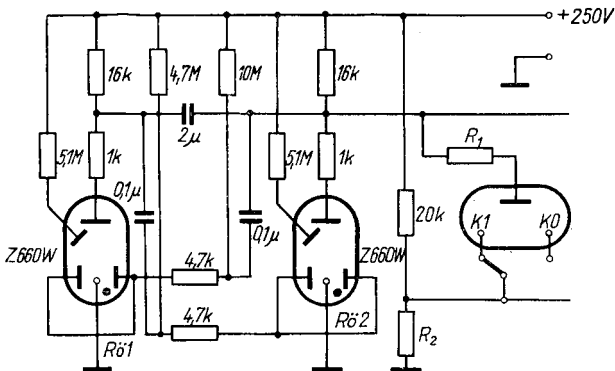 +250V
16k
4,7M
10M
16k
2µ
R₁
5,1M
1k
0,1µ
5,1M
1k
0,1µ
20k
K1
K0
Z660W
Z660W
4,7k
4,7k
Rö1
Rö2
R₂